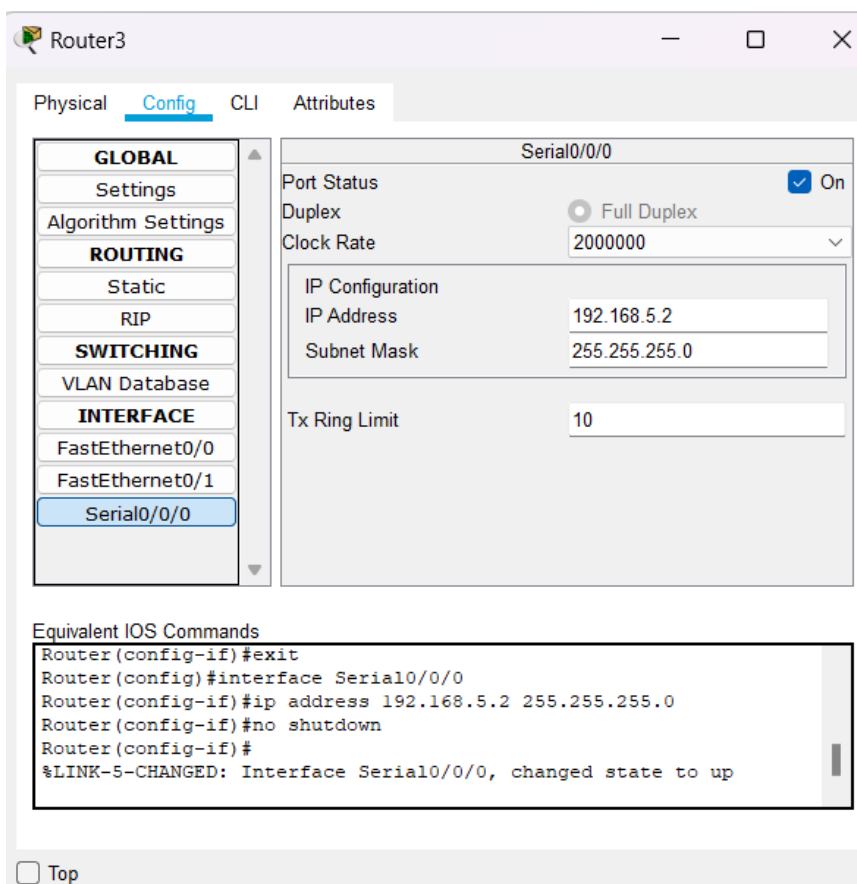 Router3
Physical Config CLI Attributes
GLOBAL
Settings
Algorithm Settings
ROUTING
Static
RIP
SWITCHING
VLAN Database
INTERFACE
FastEthernet0/0
FastEthernet0/1
Serial0/0/0
Serial0/0/0
Port Status On
Duplex Full Duplex
Clock Rate 2000000
IP Configuration
IP Address 192.168.5.2
Subnet Mask 255.255.255.0
Tx Ring Limit 10
Equivalent IOS Commands
Router(config-if)#exit
Router(config)#interface Serial0/0/0
Router(config-if)#ip address 192.168.5.2 255.255.255.0
Router(config-if)#no shutdown
Router(config-if)#
%LINK-5-CHANGED: Interface Serial0/0/0, changed state to up
Top